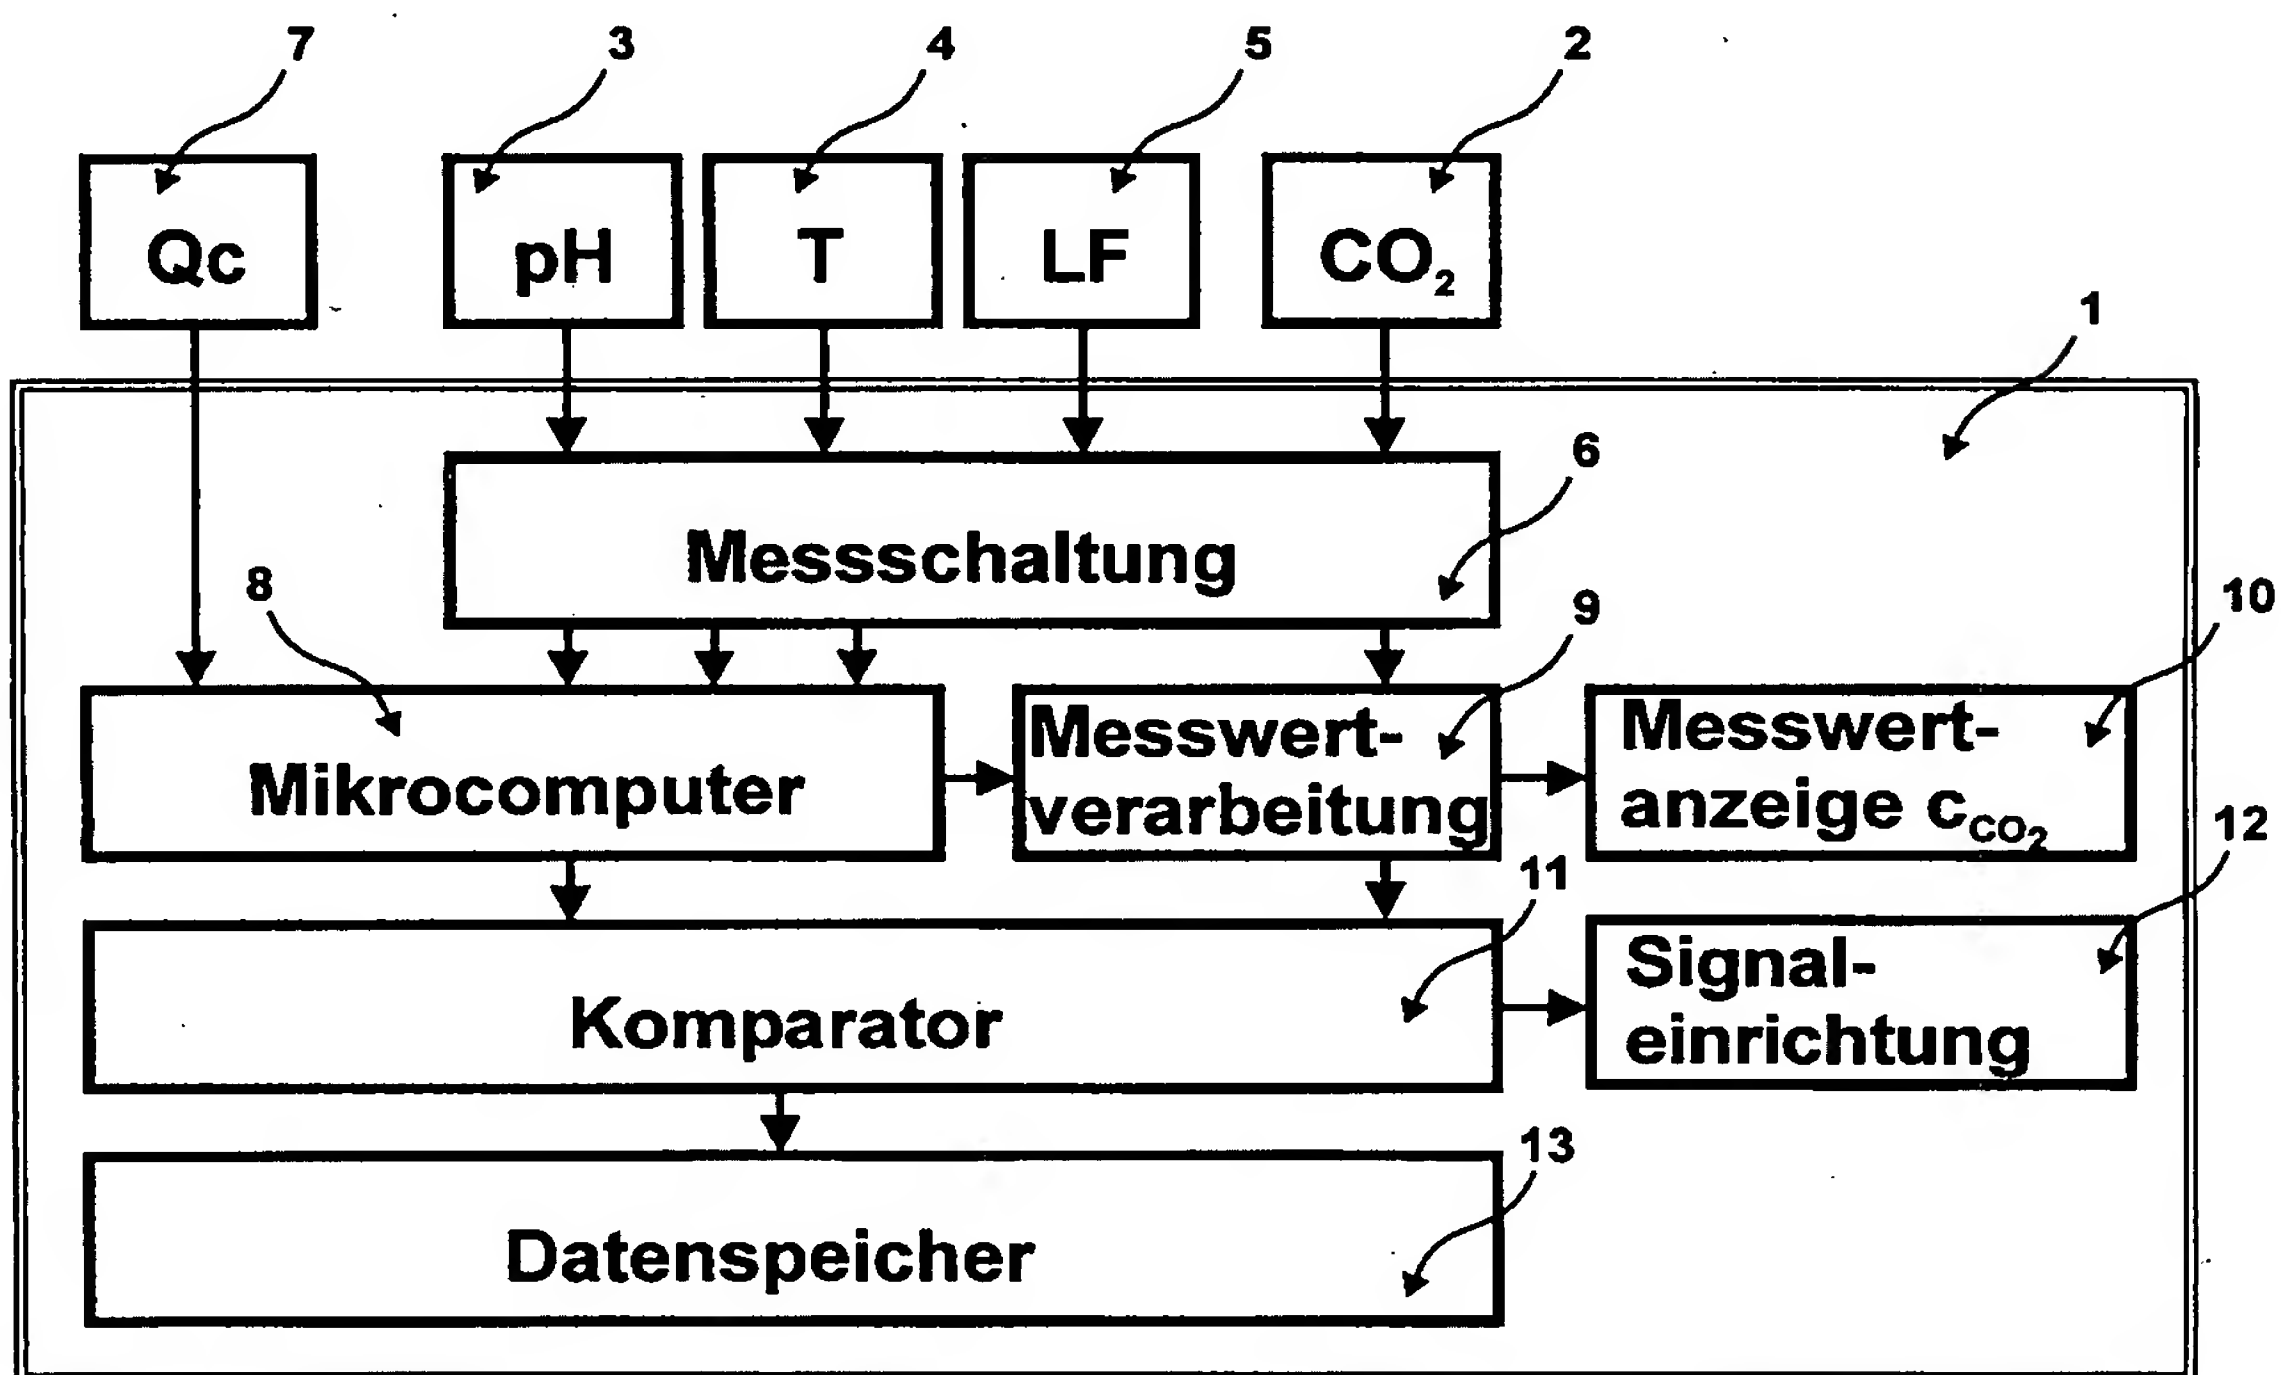 7 3 4 5 2
Qc pH T LF CO₂
1
6
Messschaltung
8 9 10
Mikrocomputer
Messwert-
verarbeitung
Messwert-
anzeige c_CO₂
11 12
Komparator
Signal-
einrichtung
13
Datenspeicher